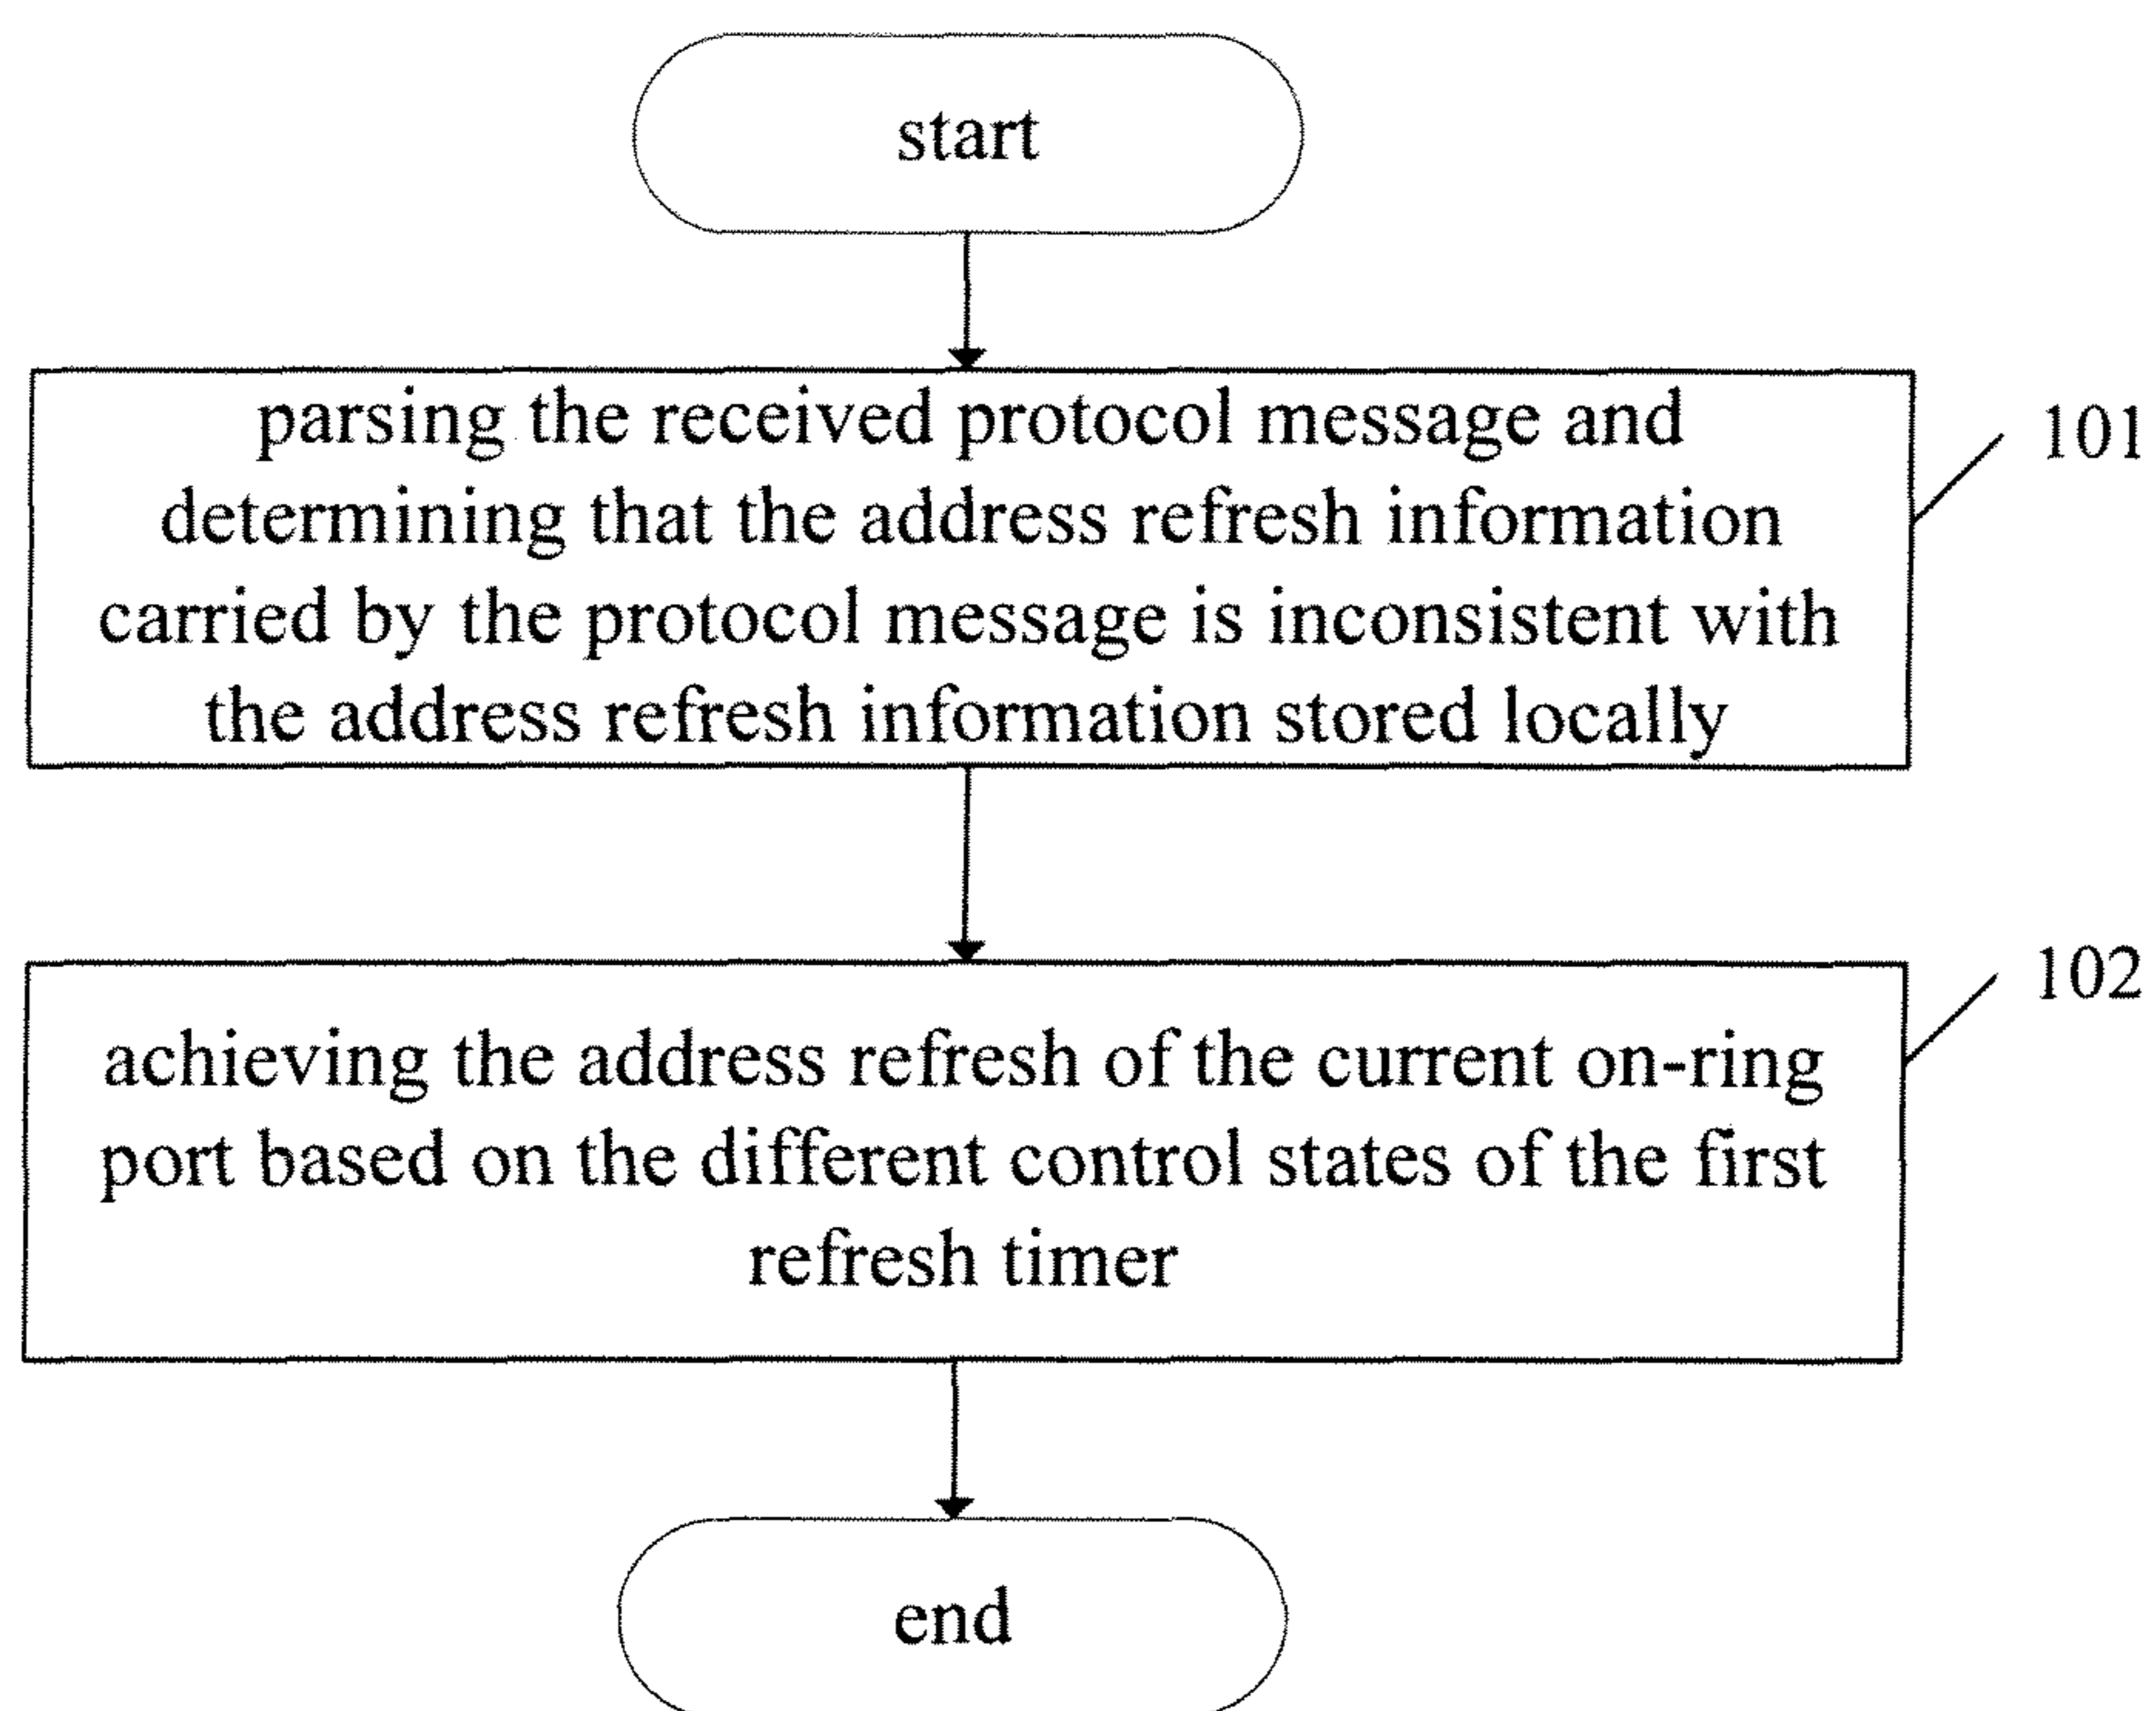 start
parsing the received protocol message and
101
determining that the address refresh information
carried by the protocol message is inconsistent with
the address refresh information stored locally
102
achieving the address refresh of the current on-ring
port based on the different control states of the first
refresh timer
end